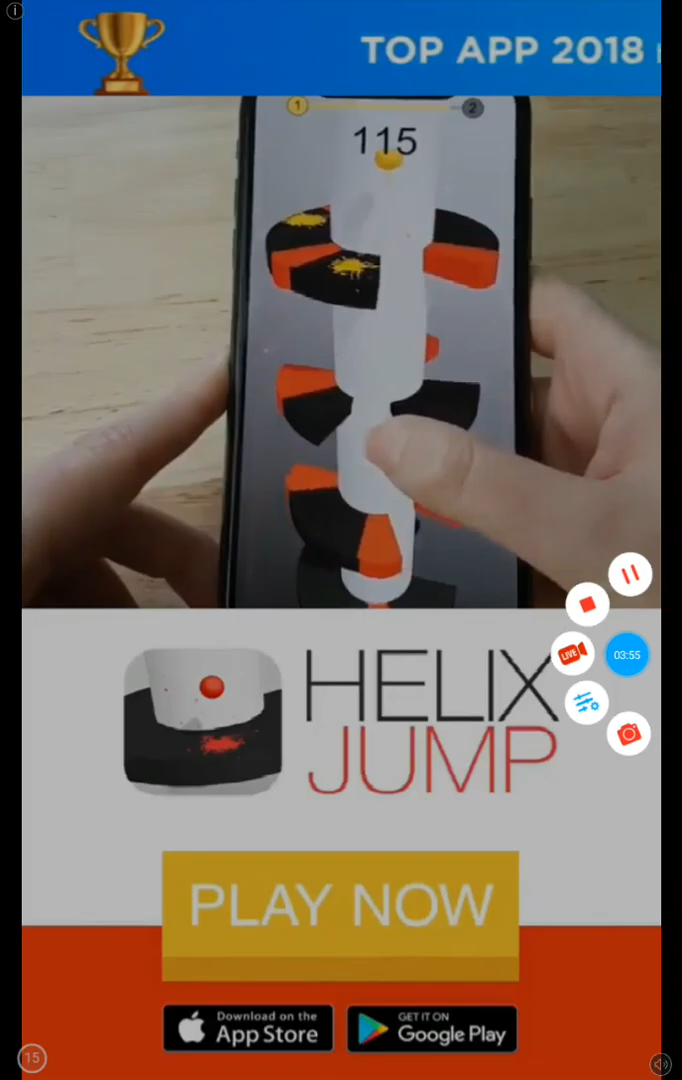 TOP APP 2018
1
2
115
LIVE
03:55
HELIX
JUMP
PLAY NOW
Download on the
App Store
GET IT ON
Google Play
15